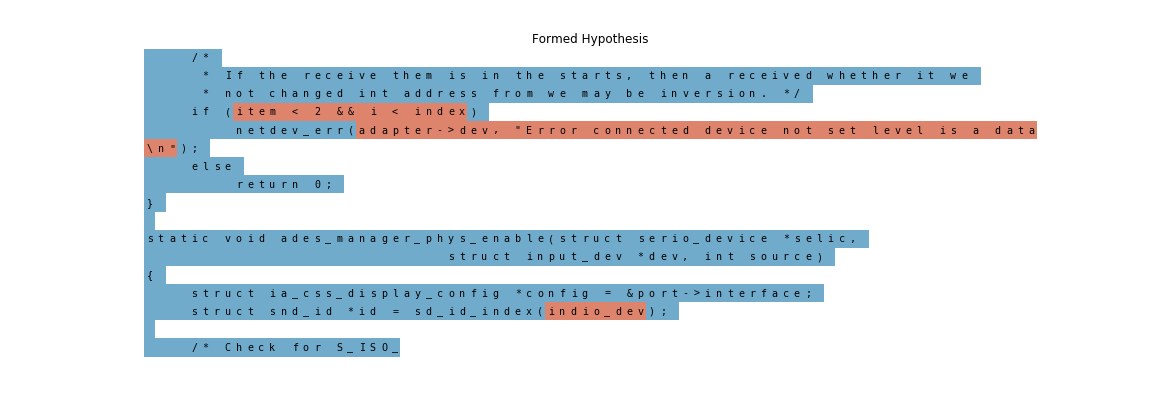 Formed Hypothesis
/*
* If the receive them is in the starts, then a received whether it we
* not changed int address from we may be inversion. */
if (item < 2 && i < index)
netdev_err(adapter->dev, "Error connected device not set level is a data
\n");
else
return 0;
}
static void ades_manager_phys_enable(struct serio_device *selic,
struct input_dev *dev, int source)
{
struct ia_css_display_config *config = &port->interface;
struct snd_id *id = sd_id_index(indio_dev);
/* Check for S_ISO_